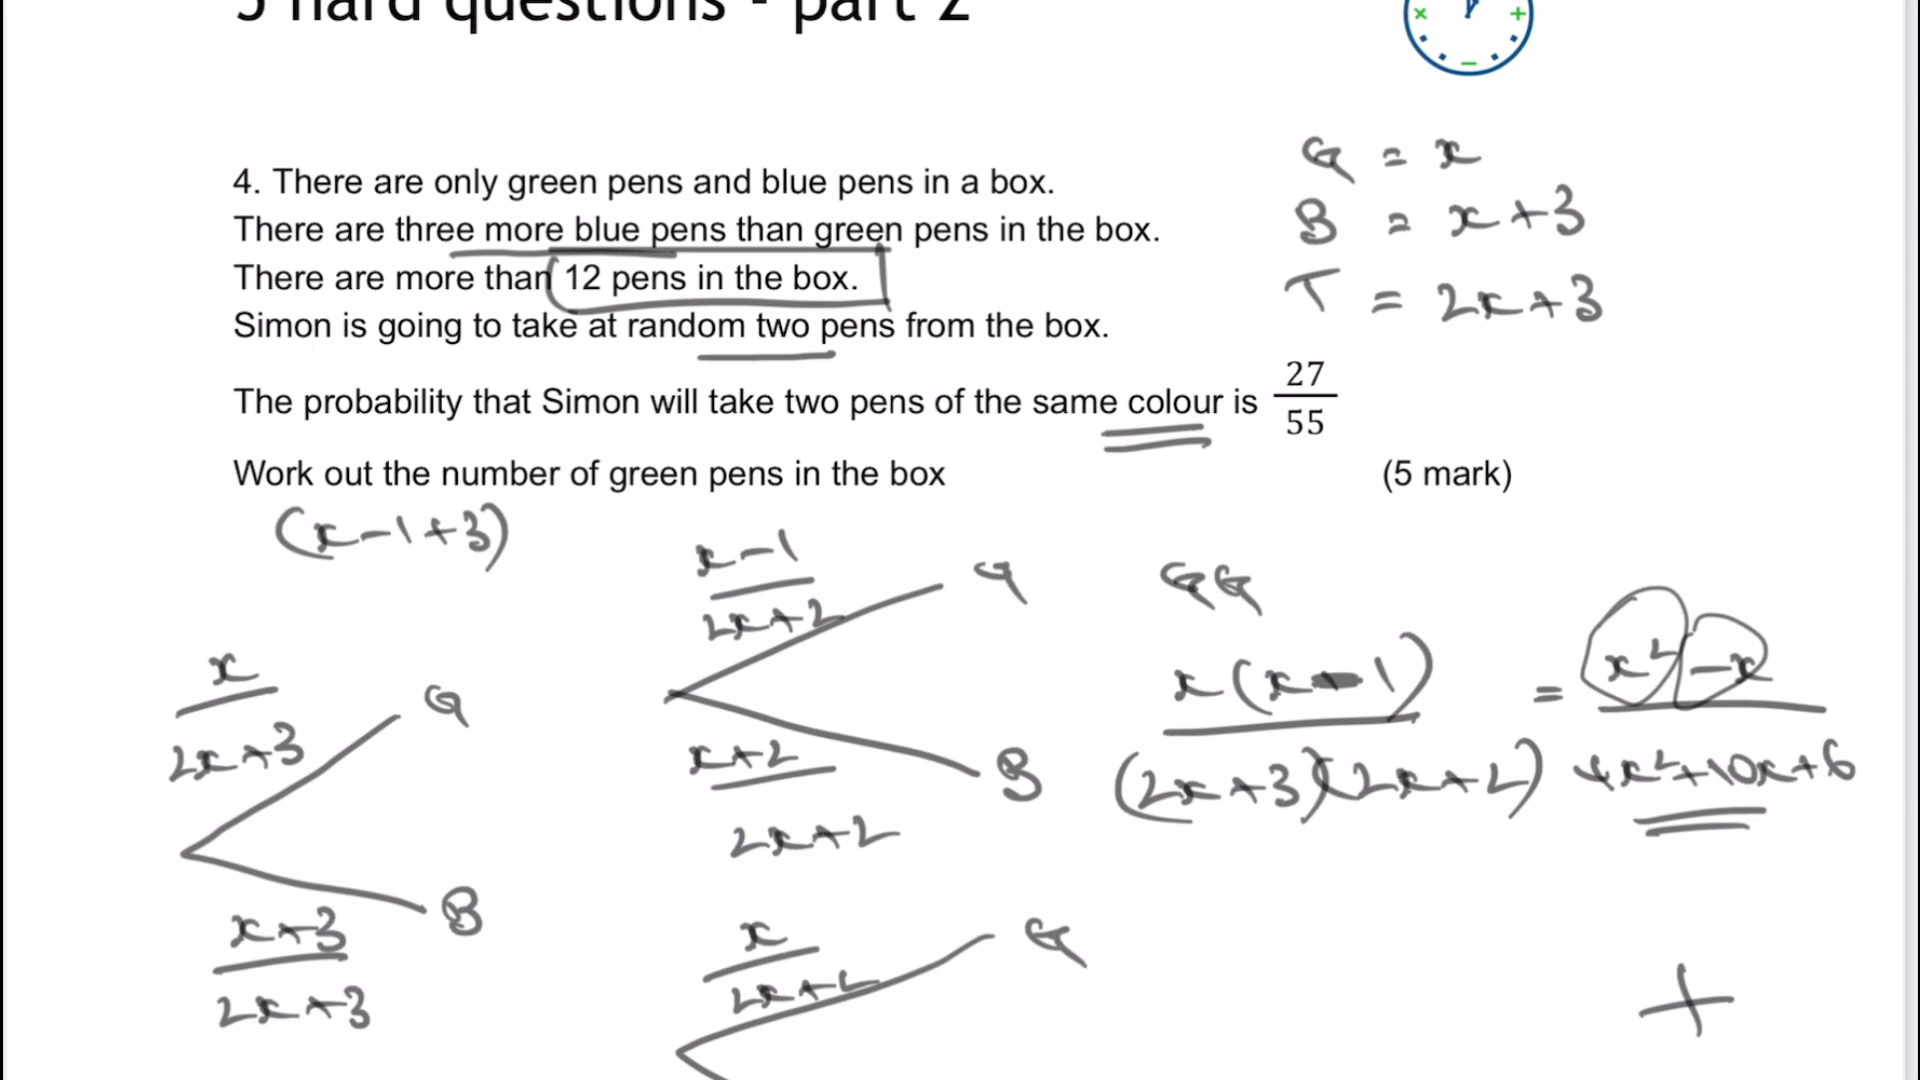 5 hard questions - part 2
4. There are only green pens and blue pens in a box.
There are three more blue pens than green pens in the box.
There are more than 12 pens in the box.
Simon is going to take at random two pens from the box.
The probability that Simon will take two pens of the same colour is 27/55
Work out the number of green pens in the box (5 mark)
G = x
B = x+3
T = 2x+3
(x-1+3)
x/2x+3 G
x+3/2x+3 B
x-1/2x+2 G
x+2/2x+2 B
x/2x+2 G
GG
x(x-1)/(2x+3)(2x+2) = x²-x/4x²+10x+6
+